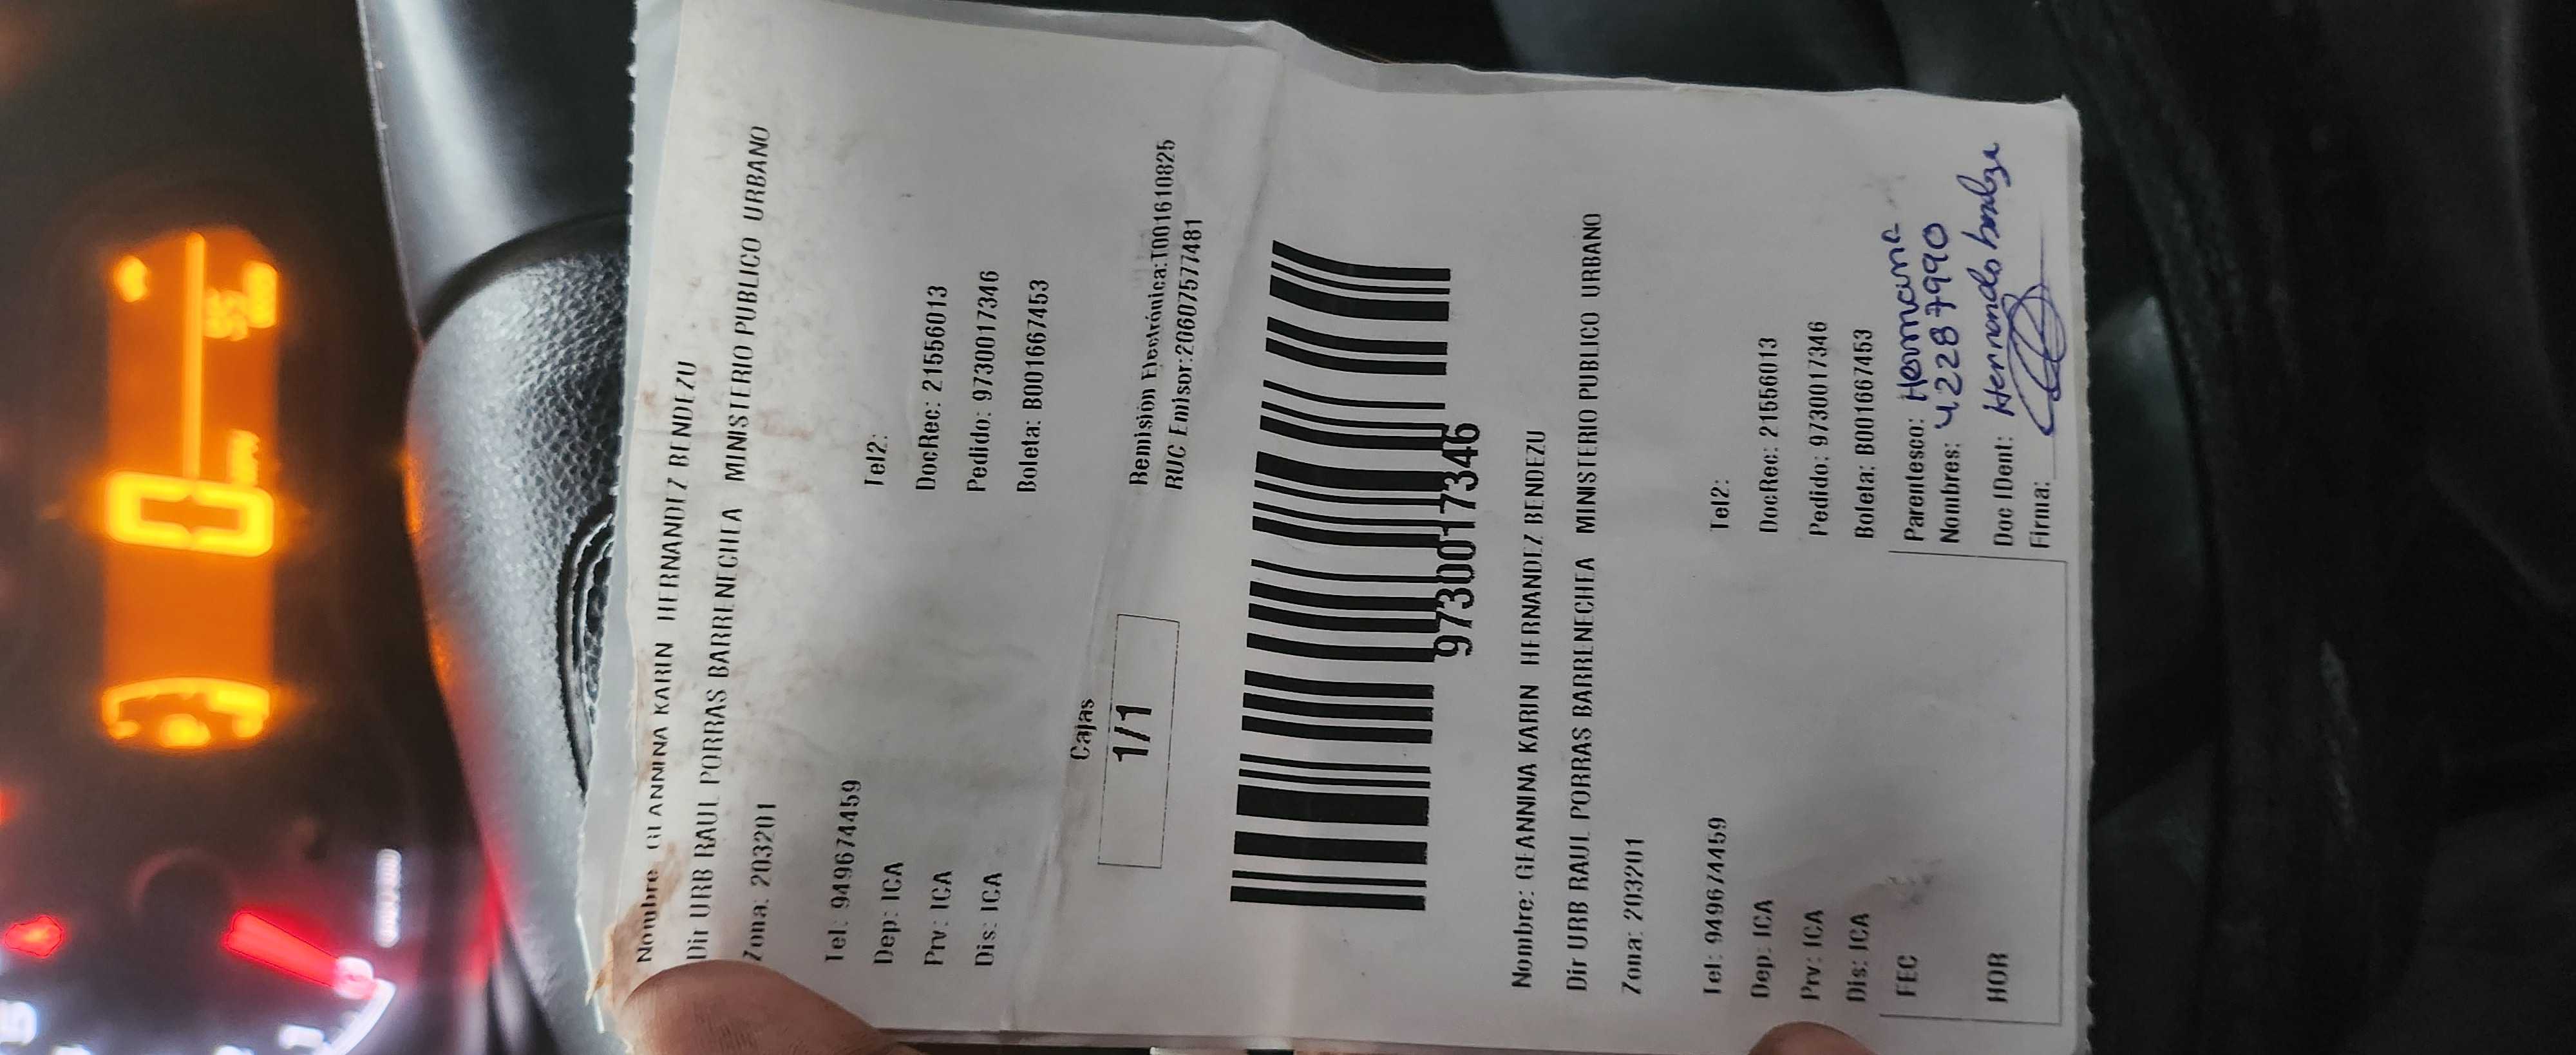 Nombre GEANNINA KARIN HERNANDEZ BENDEZU
Dir URB RAUL PORRAS BARRENECHEA MINISTERIO PUBLICO URBANO
Zona: 203201
Tel: 949674459 Tel2:
Dep: ICA DocRec: 21556013
Prv: ICA Pedido: 9730017346
Dis: ICA Boleta: B001667453
Cajas
1/1
Remision Electrónica:T001610825
RUC Emisor:20607577481
9730017346
Nombre: GEANNINA KARIN HERNANDEZ BENDEZU
Dir URB RAUL PORRAS BARRENECHEA MINISTERIO PUBLICO URBANO
Zona: 203201
Tel: 949674459 Tel2:
Dep: ICA DocRec: 21556013
Prv: ICA Pedido: 9730017346
Dis: ICA Boleta: B001667453
FEC
HOR
Parentesco: Hermana
Nombres: 42287990
Doc IDent:
Firma: